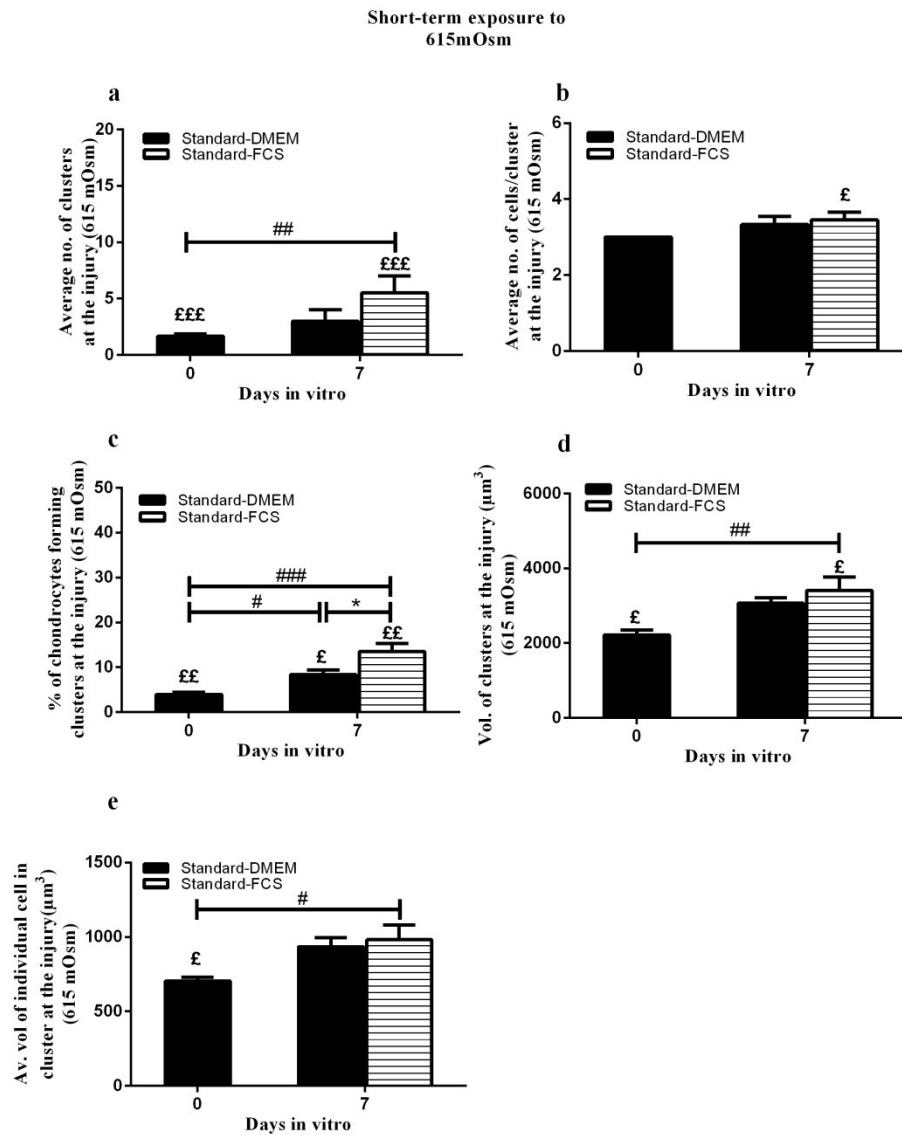 Short-term exposure to
615mOsm
a
Average no. of clusters
at the injury (615 mOsm)
20
15
10
5
0
Standard-DMEM
Standard-FCS
##
£££
£££
0
7
Days in vitro
b
Average no. of cells/cluster
at the injury (615 mOsm)
6
4
2
0
Standard-DMEM
Standard-FCS
£
0
7
Days in vitro
c
% of chondrocytes forming
clusters at the injury (615 mOsm)
50
40
30
20
10
0
Standard-DMEM
Standard-FCS
###
#
*
££
£
££
0
7
Days in vitro
d
Vol. of clusters at the injury (µm³)
(615 mOsm)
6000
4000
2000
0
Standard-DMEM
Standard-FCS
##
£
£
0
7
Days in vitro
e
Av. vol of individual cell in
cluster at the injury(µm³)
(615 mOsm)
1500
1000
500
0
Standard-DMEM
Standard-FCS
#
£
0
7
Days in vitro